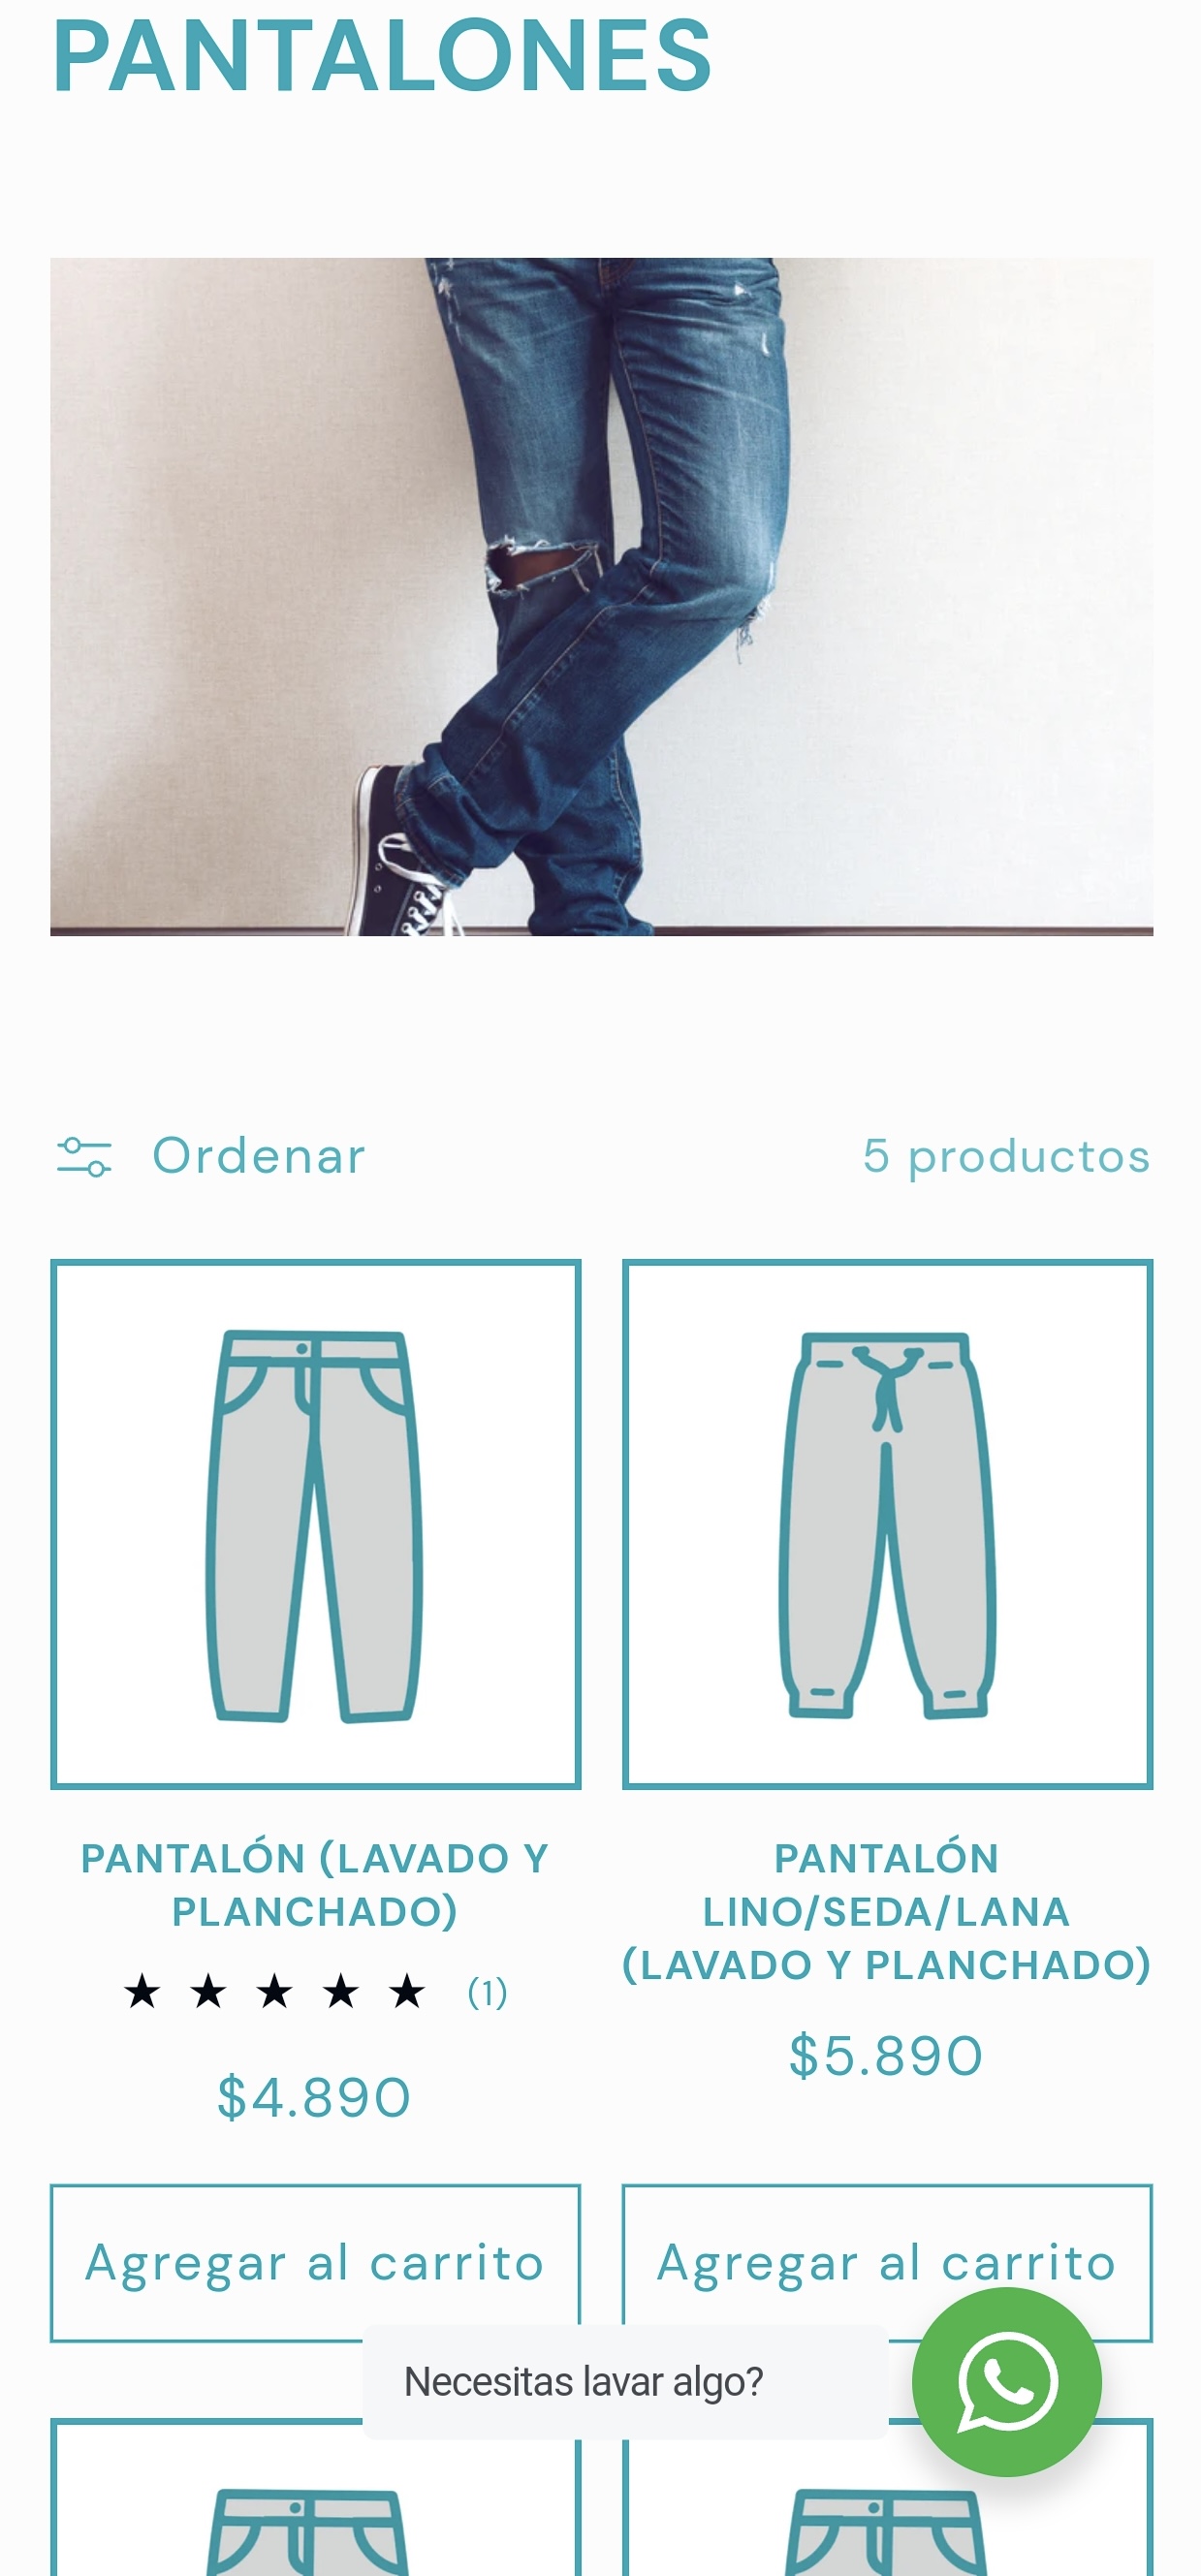 PANTALONES
Ordenar
5 productos
PANTALÓN (LAVADO Y
PLANCHADO)
★ ★ ★ ★ ★ (1)
$4.890
Agregar al carrito
PANTALÓN
LINO/SEDA/LANA
(LAVADO Y PLANCHADO)
$5.890
Agregar al carrito
Necesitas lavar algo?